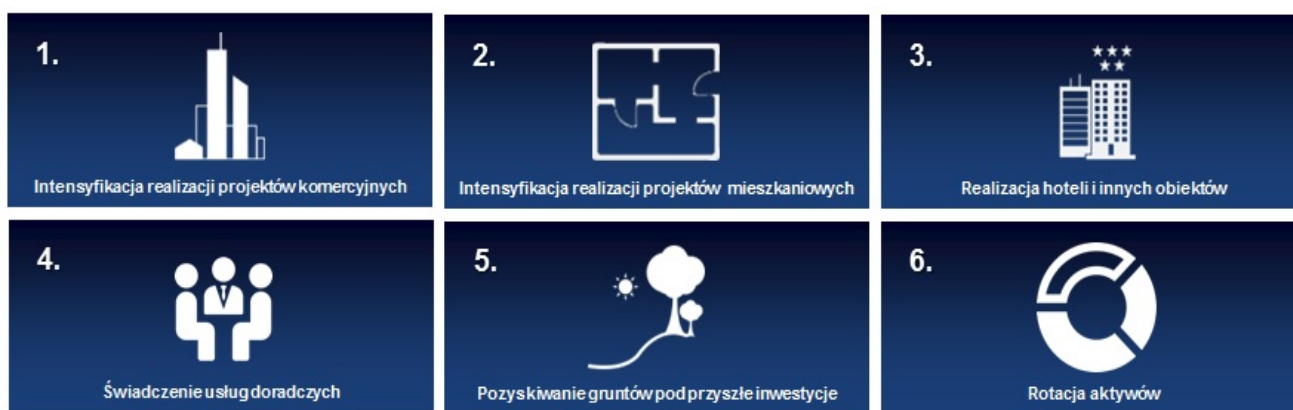 1.
Intensyfikacja realizacji projektów komercyjnych
2.
Intensyfikacja realizacji projektów mieszkaniowych
3.
Realizacja hoteli i innych obiektów
4.
Świadczenie usług doradczych
5.
Pozyskiwanie gruntów pod przyszłe inwestycje
6.
Rotacja aktywów